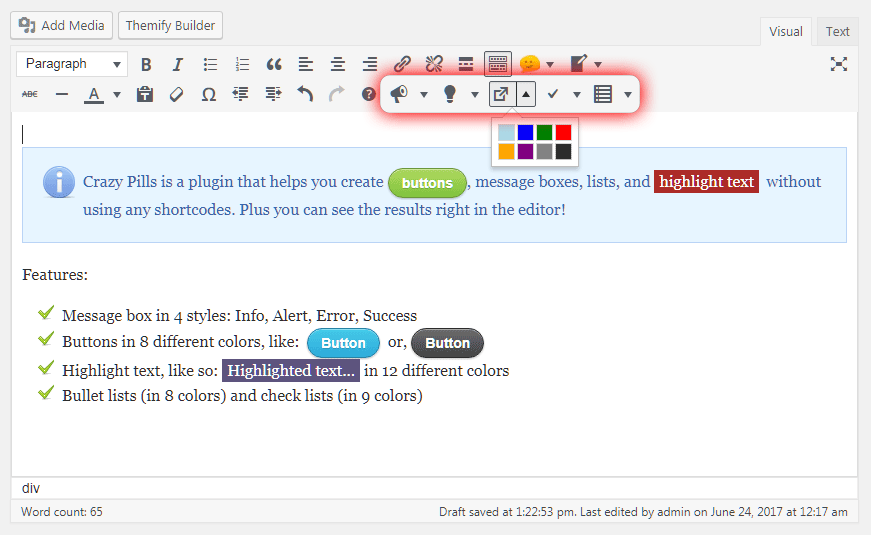 Add Media Themify Builder
Visual Text
Paragraph B I
ABC A Ω
Crazy Pills is a plugin that helps you create buttons, message boxes, lists, and highlight text without
using any shortcodes. Plus you can see the results right in the editor!
Features:
Message box in 4 styles: Info, Alert, Error, Success
Buttons in 8 different colors, like: Button or, Button
Highlight text, like so: Highlighted text... in 12 different colors
Bullet lists (in 8 colors) and check lists (in 9 colors)
div
Word count: 65 Draft saved at 1:22:53 pm. Last edited by admin on June 24, 2017 at 12:17 am